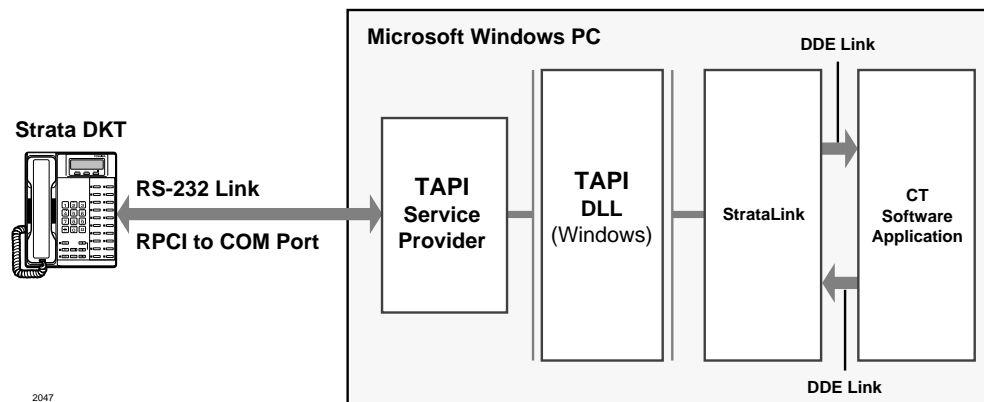 Microsoft Windows PC
DDE Link
Strata DKT
RS-232 Link
RPCI to COM Port
TAPI
Service
Provider
TAPI
DLL
(Windows)
StrataLink
CT
Software
Application
DDE Link
2047